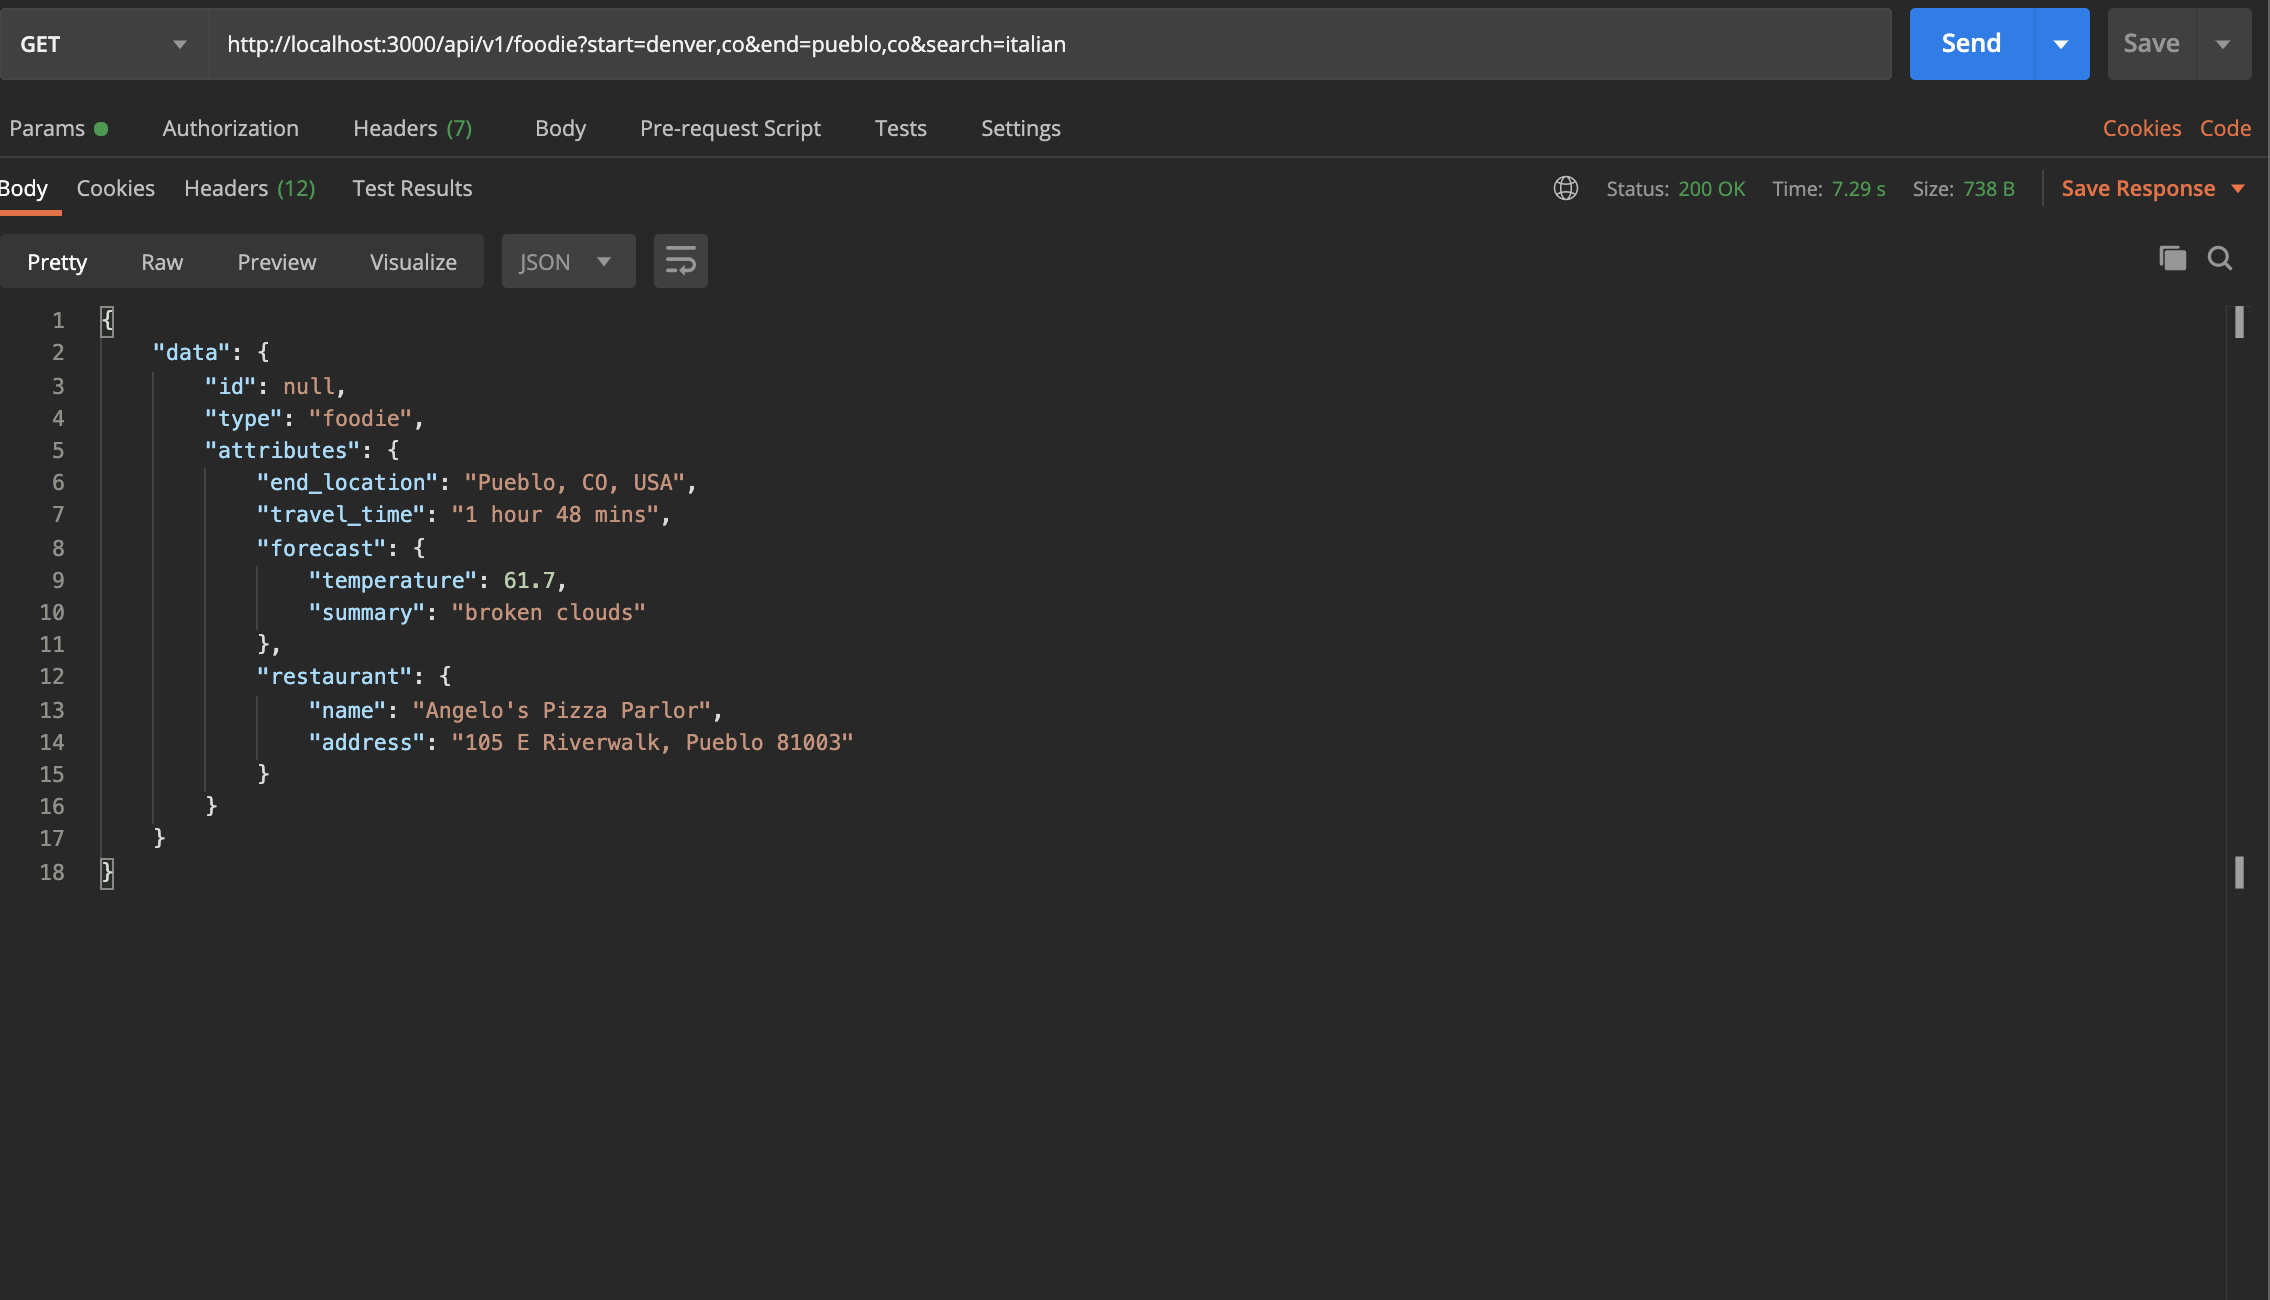 GET http://localhost:3000/api/v1/foodie?start=denver,co&end=pueblo,co&search=italian Send Save
Params Authorization Headers (7) Body Pre-request Script Tests Settings Cookies Code
Body Cookies Headers (12) Test Results Status: 200 OK Time: 7.29 s Size: 738 B Save Response
Pretty Raw Preview Visualize JSON
1 {
2 "data": {
3 "id": null,
4 "type": "foodie",
5 "attributes": {
6 "end_location": "Pueblo, CO, USA",
7 "travel_time": "1 hour 48 mins",
8 "forecast": {
9 "temperature": 61.7,
10 "summary": "broken clouds"
11 },
12 "restaurant": {
13 "name": "Angelo's Pizza Parlor",
14 "address": "105 E Riverwalk, Pueblo 81003"
15 }
16 }
17 }
18 }